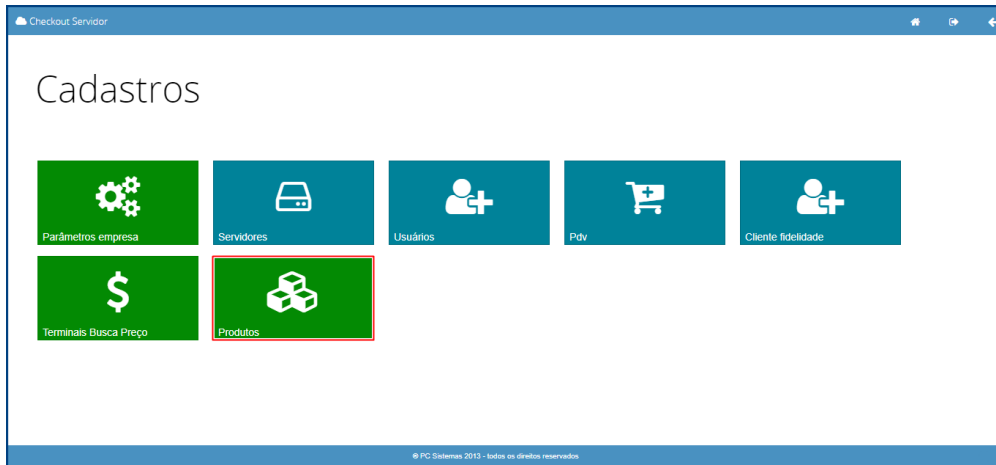 Checkout Servidor
Cadastros
Parâmetros empresa
Servidores
Usuários
Pdv
Cliente fidelidade
Terminais Busca Preço
Produtos
© PC Sistemas 2013 - todos os direitos reservados